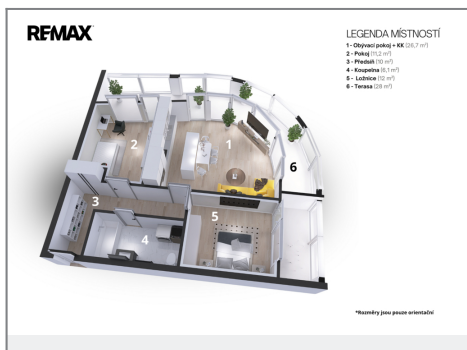 RE/MAX
LEGENDA MÍSTNOSTÍ
1 - Obývací pokoj + KK (26,7 m²)
2 - Pokoj (11,2 m²)
3 - Předsíň (10 m²)
4 - Koupelna (6,1 m²)
5 - Ložnice (12 m²)
6 - Terasa (28 m²)
1
2
6
3
5
4
*Rozměry jsou pouze orientační